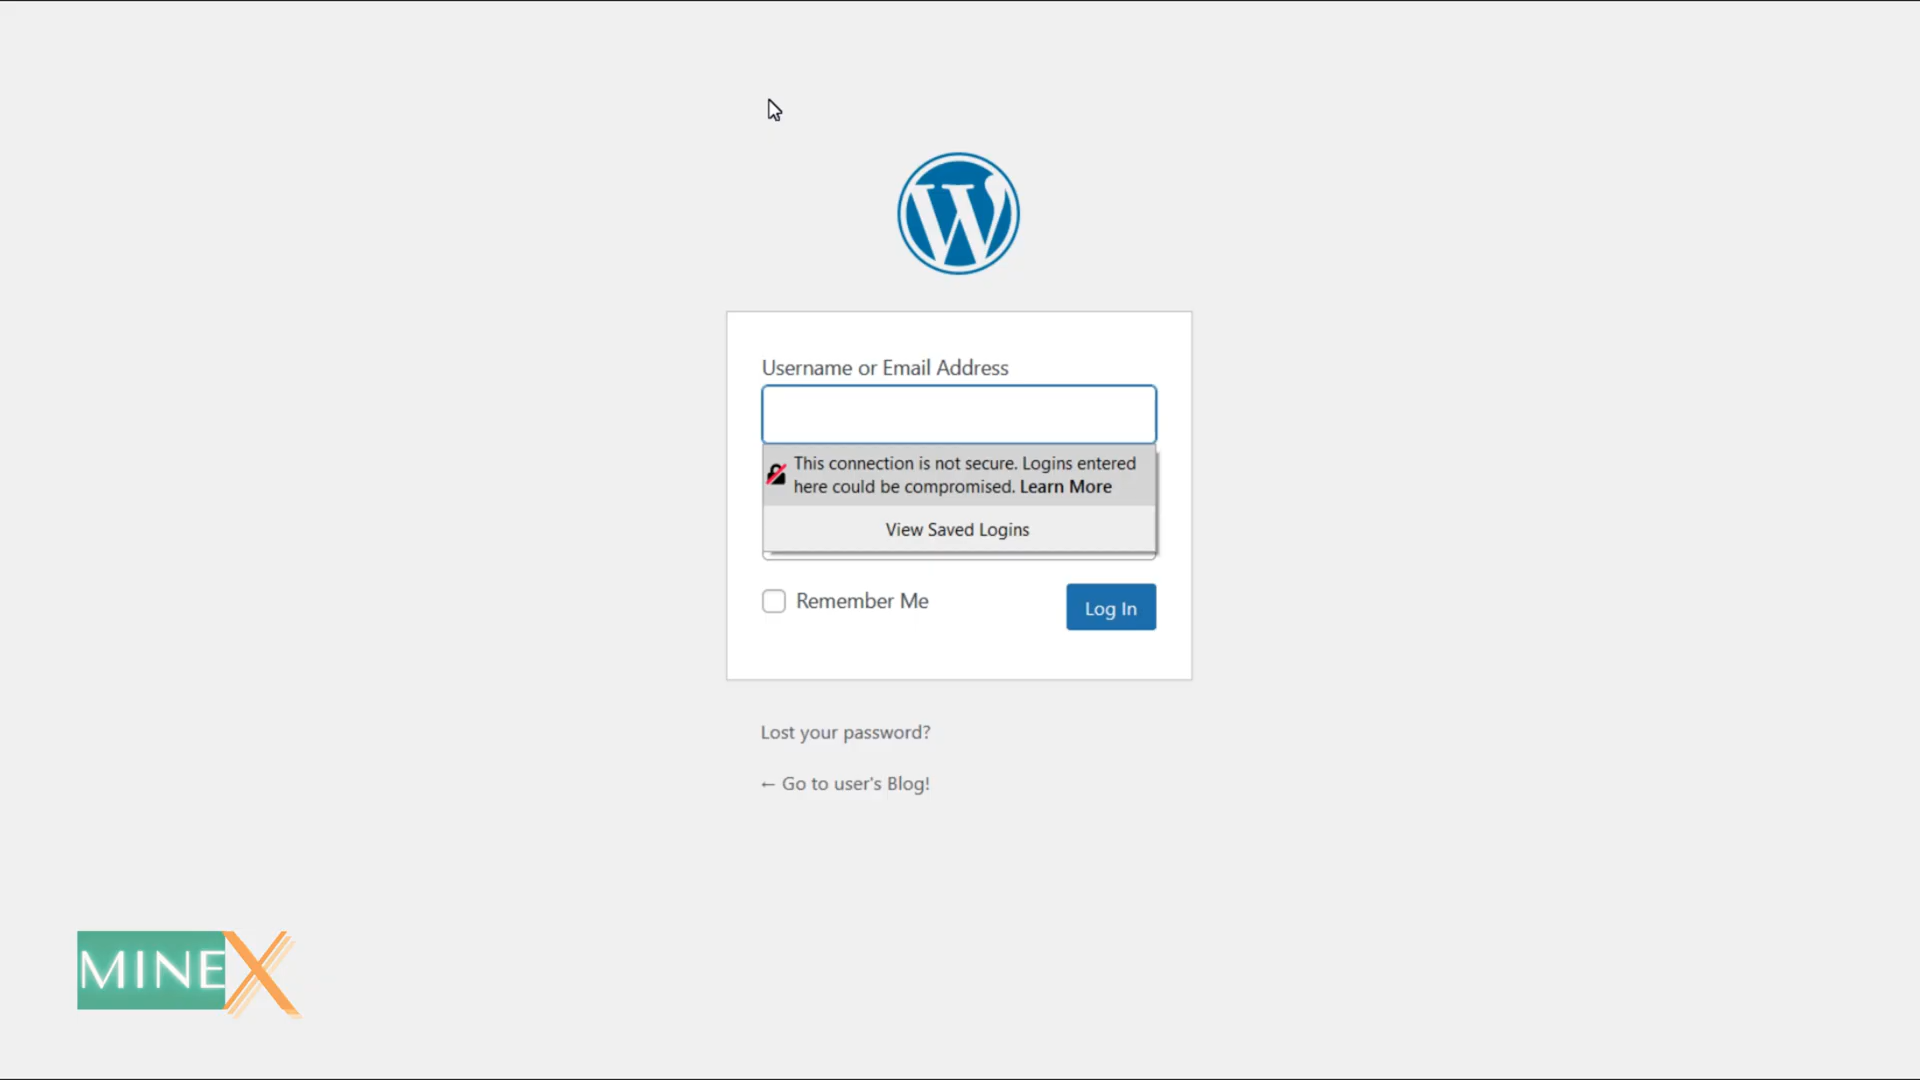 Username or Email Address
This connection is not secure. Logins entered
here could be compromised. Learn More
View Saved Logins
Remember Me
Log In
Lost your password?
← Go to user's Blog!
MINEX